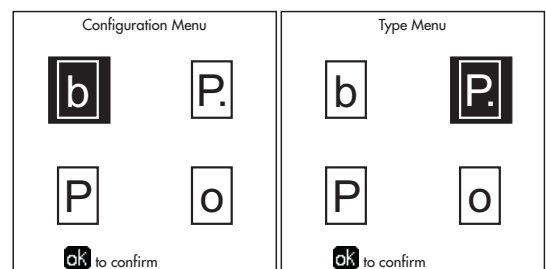 Configuration Menu
b P.
P o
ok to confirm
Type Menu
b P.
P o
ok to confirm